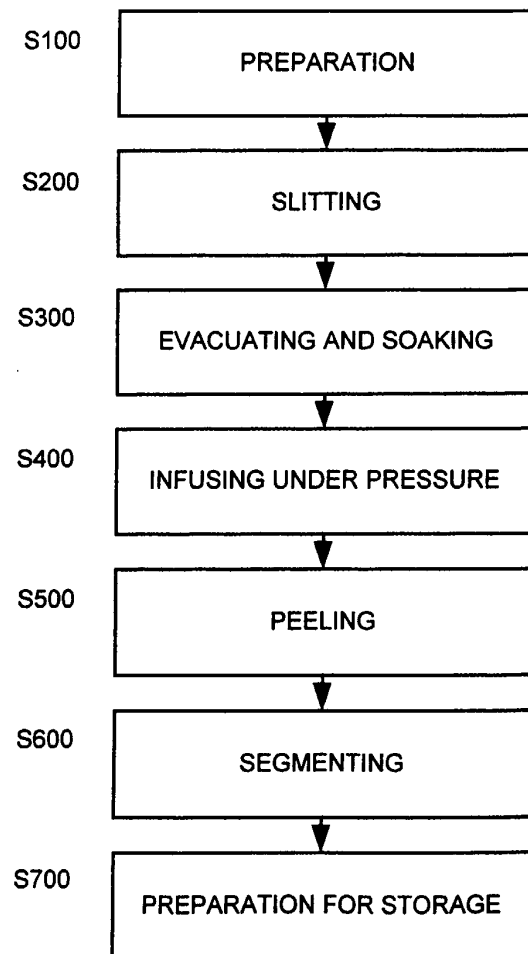 S100
PREPARATION
S200
SLITTING
S300
EVACUATING AND SOAKING
S400
INFUSING UNDER PRESSURE
S500
PEELING
S600
SEGMENTING
S700
PREPARATION FOR STORAGE